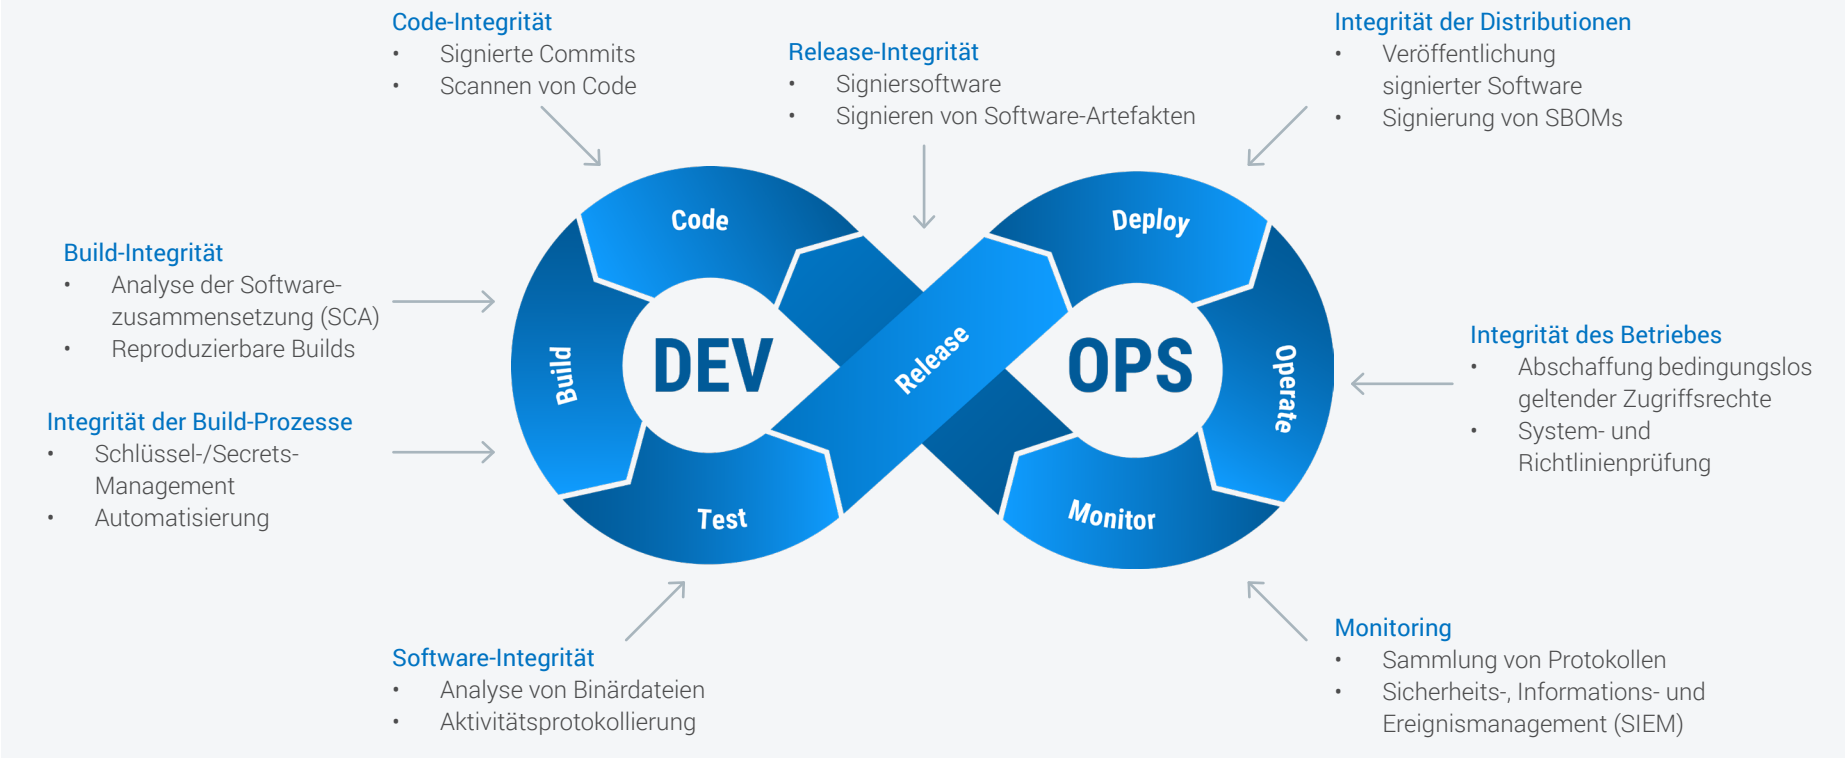 Code-Integrität
• Signierte Commits
• Scannen von Code
Release-Integrität
• Signiersoftware
• Signieren von Software-Artefakten
Integrität der Distributionen
• Veröffentlichung
signierter Software
• Signierung von SBOMs
Build-Integrität
• Analyse der Software-
zusammensetzung (SCA)
• Reproduzierbare Builds
Integrität der Build-Prozesse
• Schlüssel-/Secrets-
Management
• Automatisierung
Code
Build
DEV
Test
Release
Deploy
OPS
Operate
Monitor
Integrität des Betriebes
• Abschaffung bedingungslos
geltender Zugriffsrechte
• System- und
Richtlinienprüfung
Software-Integrität
• Analyse von Binärdateien
• Aktivitätsprotokollierung
Monitoring
• Sammlung von Protokollen
• Sicherheits-, Informations- und
Ereignismanagement (SIEM)